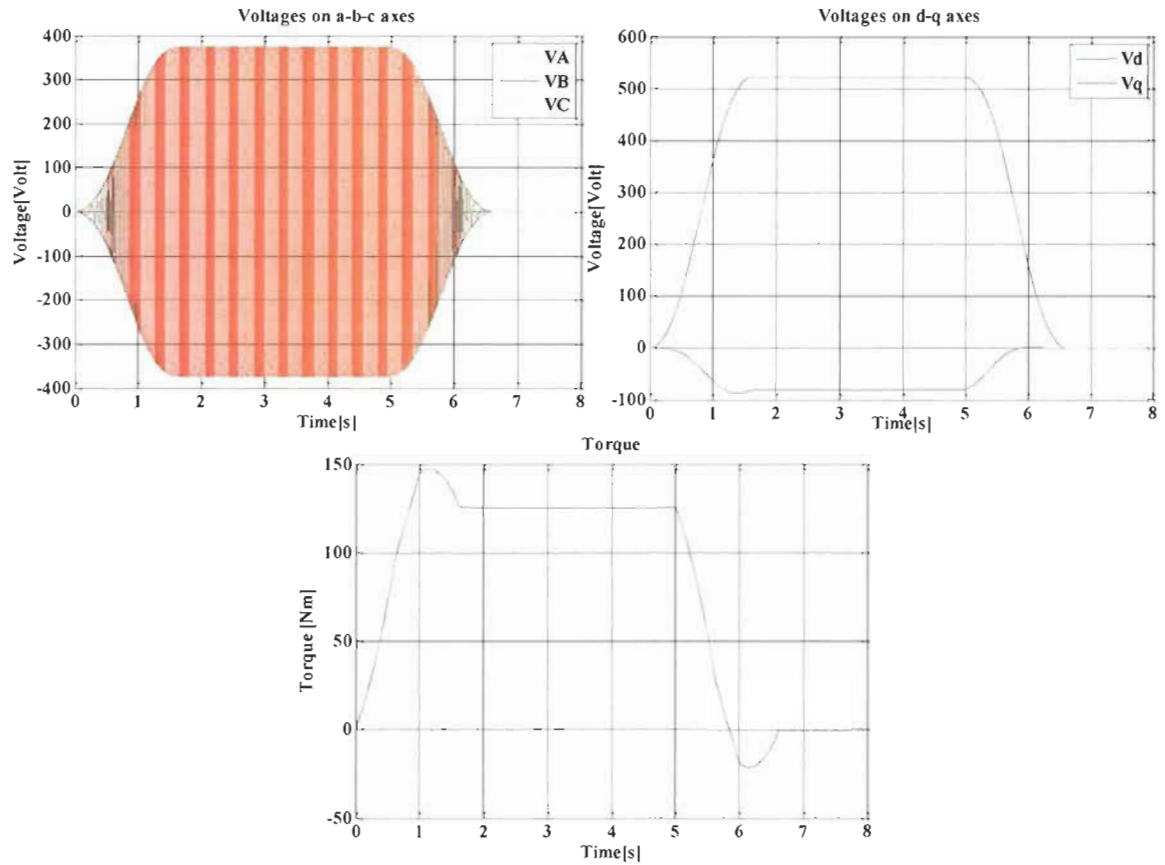 Voltages on a-b-c axes
400
300
200
100
0
-100
-200
-300
-400
Voltage[Volt]
VA
VB
VC
0 1 2 3 4 5 6 7 8
Time[s]
Voltages on d-q axes
600
500
400
300
200
100
0
-100
Voltage[Volt]
Vd
Vq
0 1 2 3 4 5 6 7 8
Time[s]
Torque
150
100
50
0
-50
Torque [Nm]
0 1 2 3 4 5 6 7 8
Time[s]